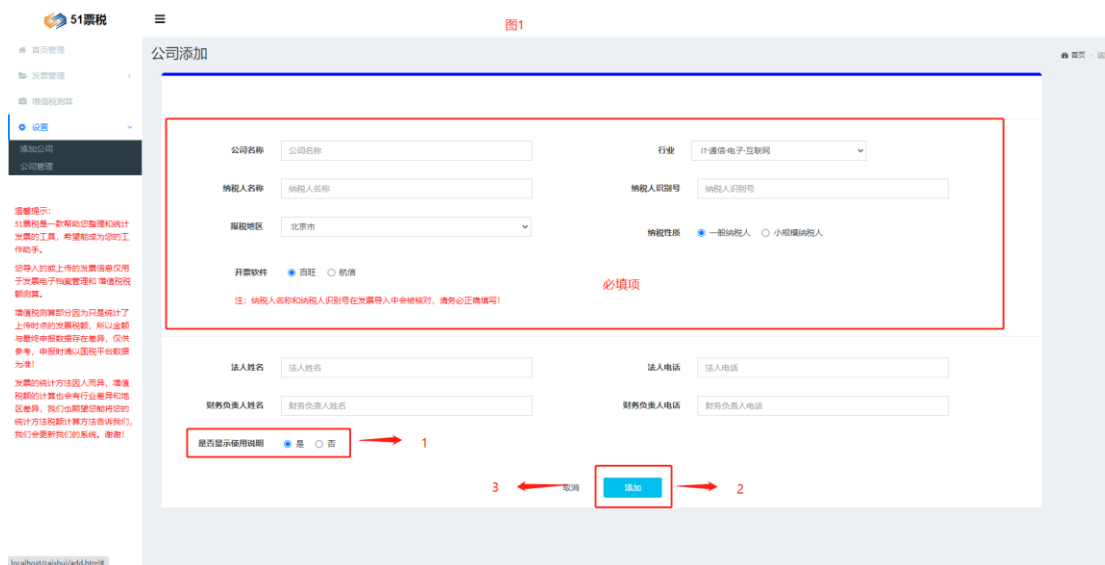 51票税
图1
首页管理
发票管理
增值税测算
设置
添加公司
公司管理
温馨提示：
51票税是一款帮助您整理和统计
发票的工具，希望能成为您的工
作助手。
您导入的或上传的发票信息仅用
于发票电子档案管理和 增值税税
额测算。
增值税测算部分因为只是统计了
上传时点的发票税额，所以金额
与最终申报数据存在差异，仅供
参考，申报时请以国税平台数据
为准！
发票的统计方法因人而异，增值
税额的计算也会有行业差异和地
区差异，我们也期望您能将您的
统计方法税额计算方法告诉我们，
我们会更新我们的系统。谢谢！
公司添加
首页
公司名称 公司名称 行业 IT-通信-电子-互联网
纳税人名称 纳税人名称 纳税人识别号 纳税人识别号
报税地区 北京市 纳税性质 一般纳税人 小规模纳税人
开票软件 百旺 航信
必填项
注：纳税人名称和纳税人识别号在发票导入中会被核对，请务必正确填写！
法人姓名 法人姓名 法人电话 法人电话
财务负责人姓名 财务负责人姓名 财务负责人电话 财务负责人电话
是否显示使用说明 是 否 1
3 取消 添加 2
localhost/caishui/add.html#